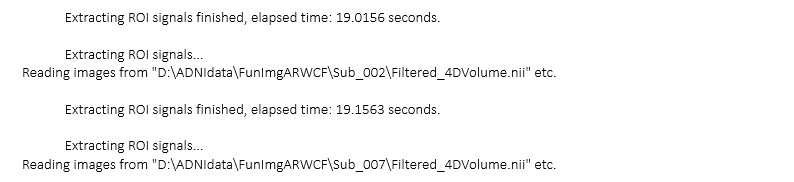 Extracting ROI signals finished, elapsed time: 19.0156 seconds.
Extracting ROI signals...
Reading images from "D:\ADNIdata\FunImgARWCF\Sub_002\Filtered_4DVolume.nii" etc.
Extracting ROI signals finished, elapsed time: 19.1563 seconds.
Extracting ROI signals...
Reading images from "D:\ADNIdata\FunImgARWCF\Sub_007\Filtered_4DVolume.nii" etc.